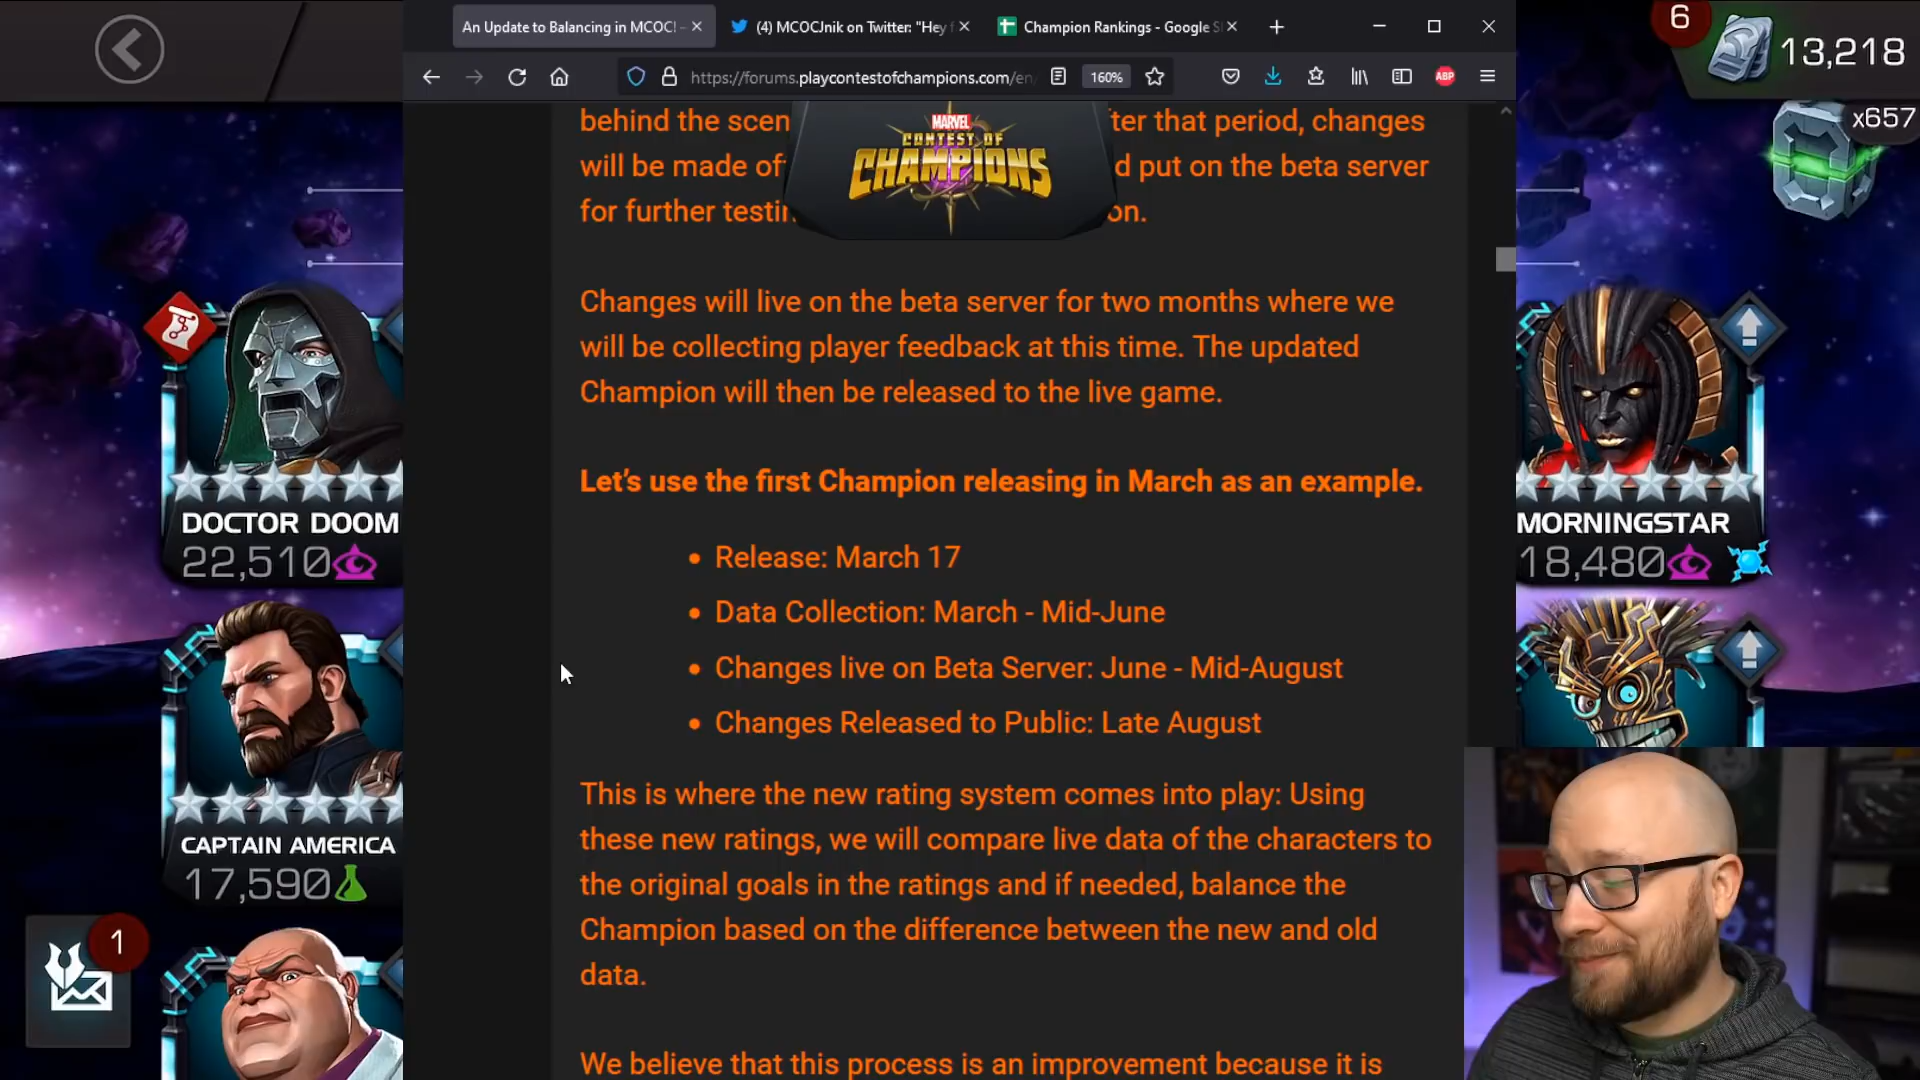 An Update to Balancing in MCOC! -
(4) MCOCJnik on Twitter: "Hey
Champion Rankings - Google
https://forums.playcontestofchampions.com/en/
160%
ABP
6
13,218
x657
behind the scen
ter that period, changes
MARVEL
CONTEST OF
CHAMPIONS
will be made of
d put on the beta server
for further testin
on.
Changes will live on the beta server for two months where we
will be collecting player feedback at this time. The updated
Champion will then be released to the live game.
Let's use the first Champion releasing in March as an example.
• Release: March 17
• Data Collection: March - Mid-June
• Changes live on Beta Server: June - Mid-August
• Changes Released to Public: Late August
This is where the new rating system comes into play: Using
these new ratings, we will compare live data of the characters to
the original goals in the ratings and if needed, balance the
Champion based on the difference between the new and old
data.
We believe that this process is an improvement because it is
DOCTOR DOOM
22,510
CAPTAIN AMERICA
17,590
1
MORNINGSTAR
18,480